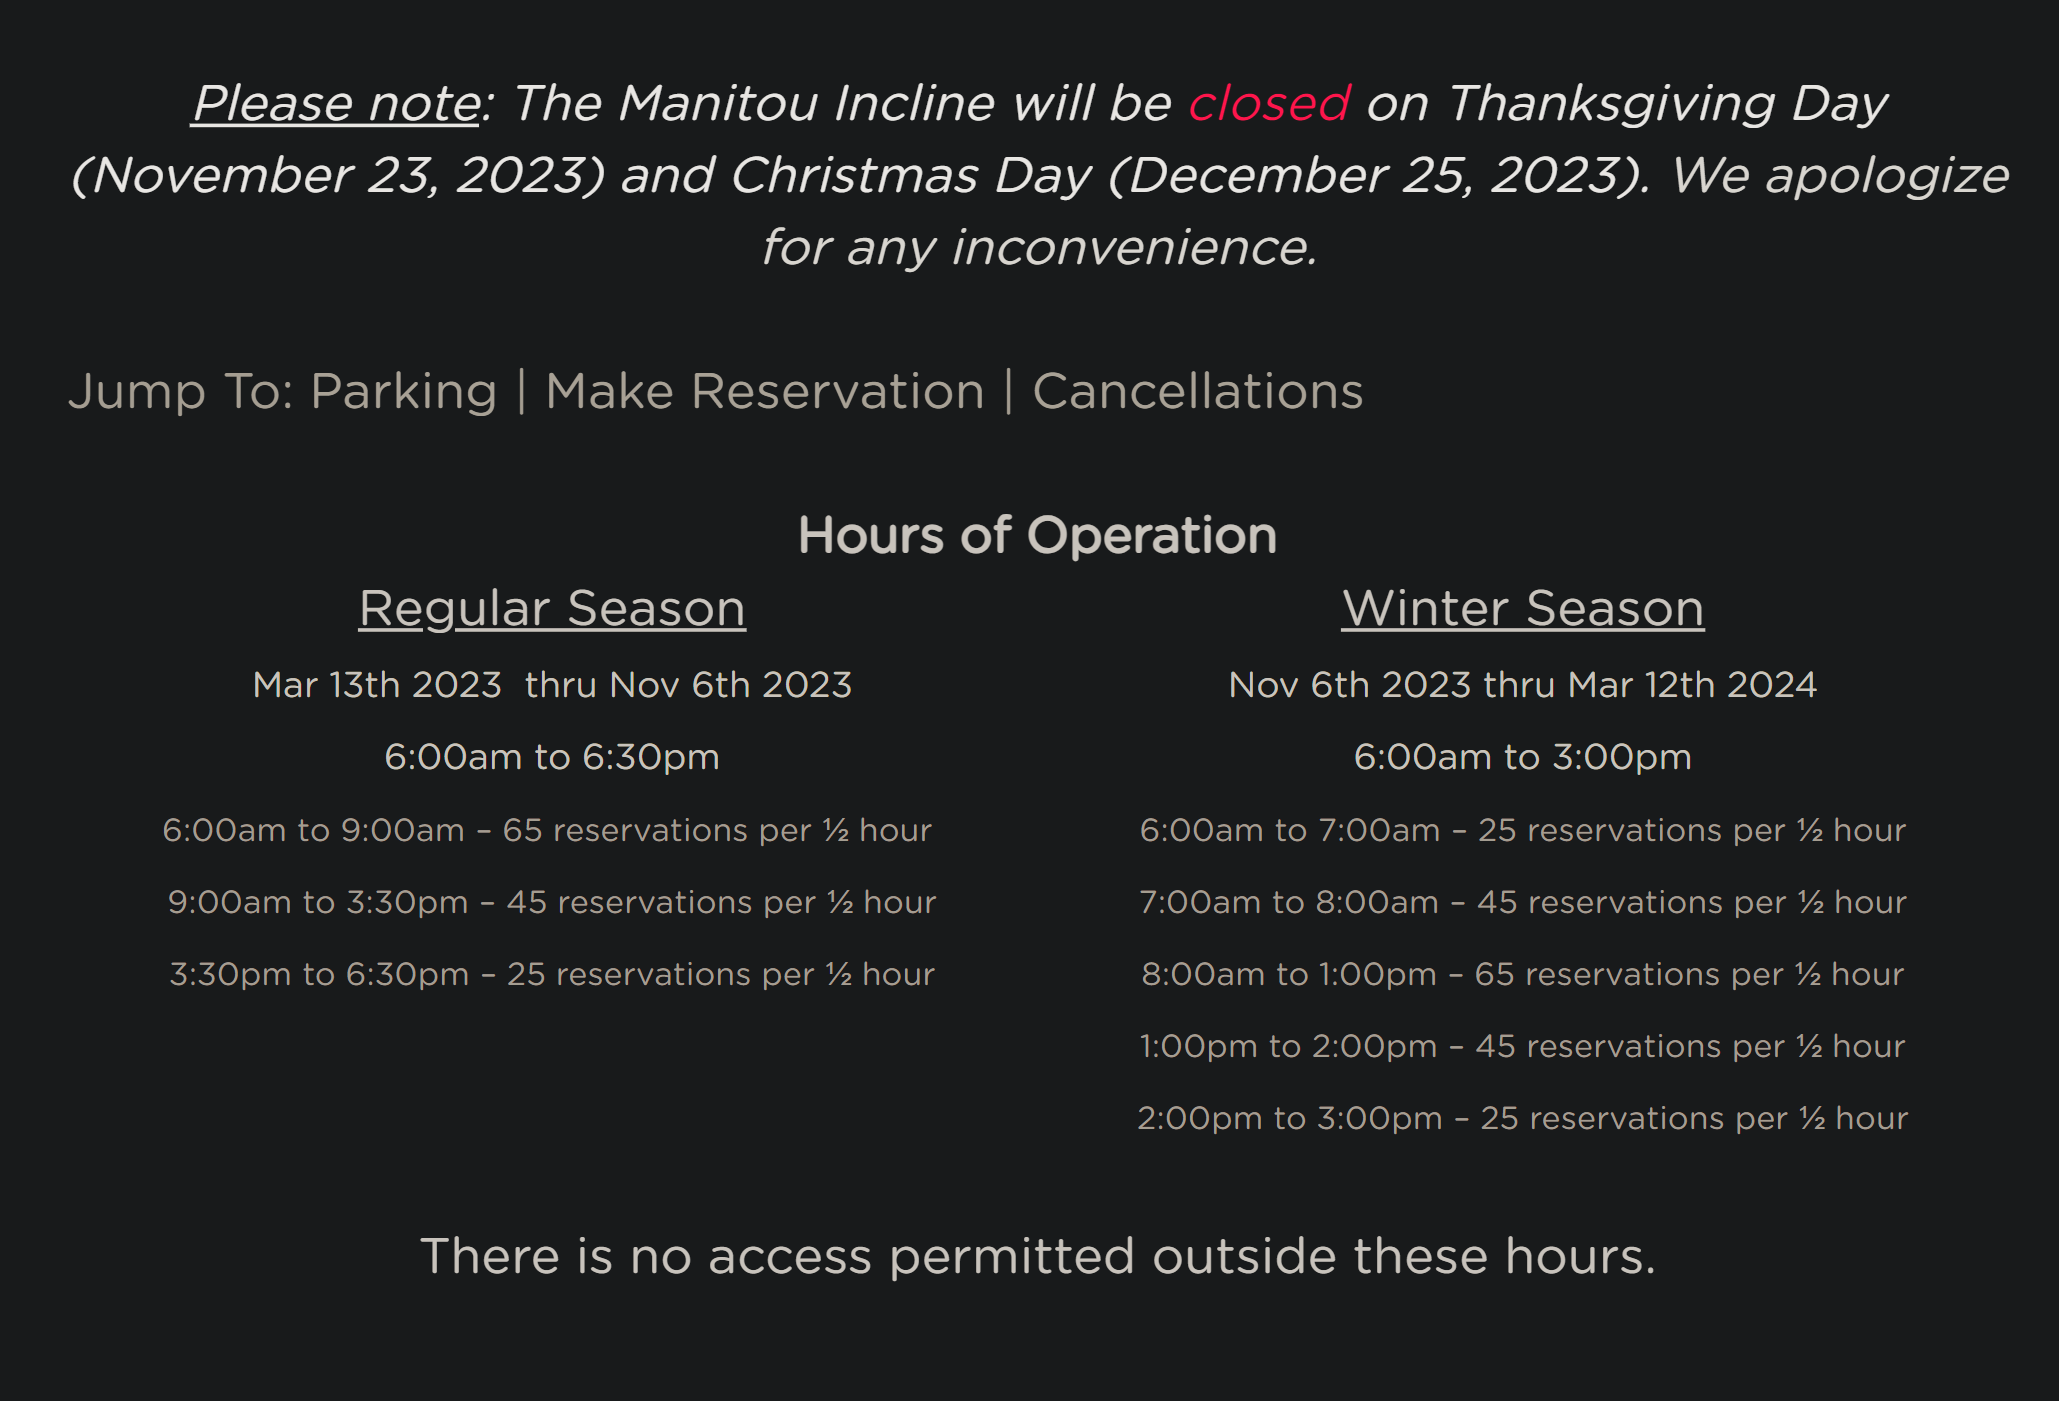 Please note: The Manitou Incline will be closed on Thanksgiving Day
(November 23, 2023) and Christmas Day (December 25, 2023). We apologize
for any inconvenience.
Jump To: Parking | Make Reservation | Cancellations
Hours of Operation
Regular Season
Mar 13th 2023  thru Nov 6th 2023
6:00am to 6:30pm
6:00am to 9:00am – 65 reservations per ½ hour
9:00am to 3:30pm – 45 reservations per ½ hour
3:30pm to 6:30pm – 25 reservations per ½ hour
Winter Season
Nov 6th 2023 thru Mar 12th 2024
6:00am to 3:00pm
6:00am to 7:00am – 25 reservations per ½ hour
7:00am to 8:00am – 45 reservations per ½ hour
8:00am to 1:00pm – 65 reservations per ½ hour
1:00pm to 2:00pm – 45 reservations per ½ hour
2:00pm to 3:00pm – 25 reservations per ½ hour
There is no access permitted outside these hours.